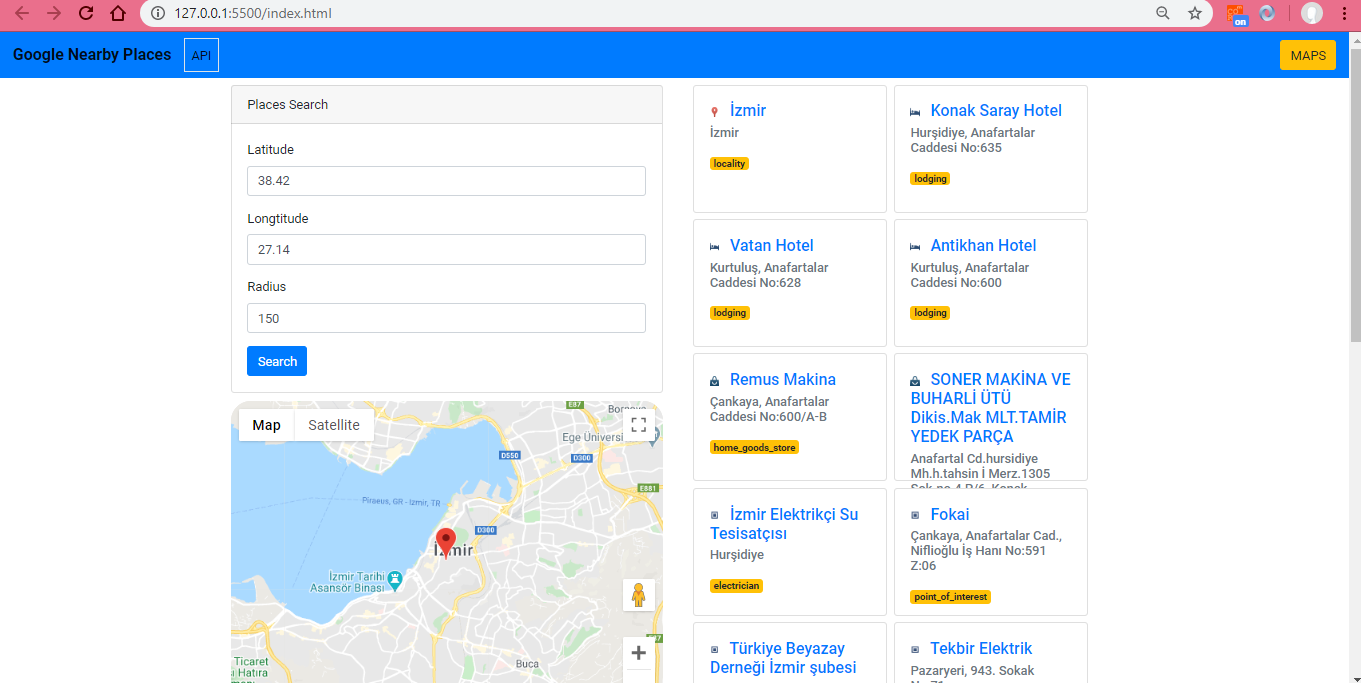 127.0.0.1:5500/index.html
on
Google Nearby Places
API
MAPS
Places Search
Latitude
38.42
Longtitude
27.14
Radius
150
Search
Map
Satellite
E87
Bornova
Ege Üniversi
D550
D300
E881
Piraeus, GR - Izmir, TR
D300
İzmir
İzmir Tarihi
Asansör Binası
Ticaret
si Hatıra
Buca
İzmir
İzmir
locality
Konak Saray Hotel
Hurşidiye, Anafartalar
Caddesi No:635
lodging
Vatan Hotel
Kurtuluş, Anafartalar
Caddesi No:628
lodging
Antikhan Hotel
Kurtuluş, Anafartalar
Caddesi No:600
lodging
Remus Makina
Çankaya, Anafartalar
Caddesi No:600/A-B
home_goods_store
SONER MAKİNA VE
BUHARLİ ÜTÜ
Dikis.Mak MLT.TAMİR
YEDEK PARÇA
Anafartal Cd.hursidiye
Mh.h.tahsin İ Merz.1305
İzmir Elektrikçi Su
Tesisatçısı
Hurşidiye
electrician
Fokai
Çankaya, Anafartalar Cad.,
Niflioğlu İş Hanı No:591
Z:06
point_of_interest
Türkiye Beyazay
Derneği İzmir şubesi
Tekbir Elektrik
Pazaryeri, 943. Sokak